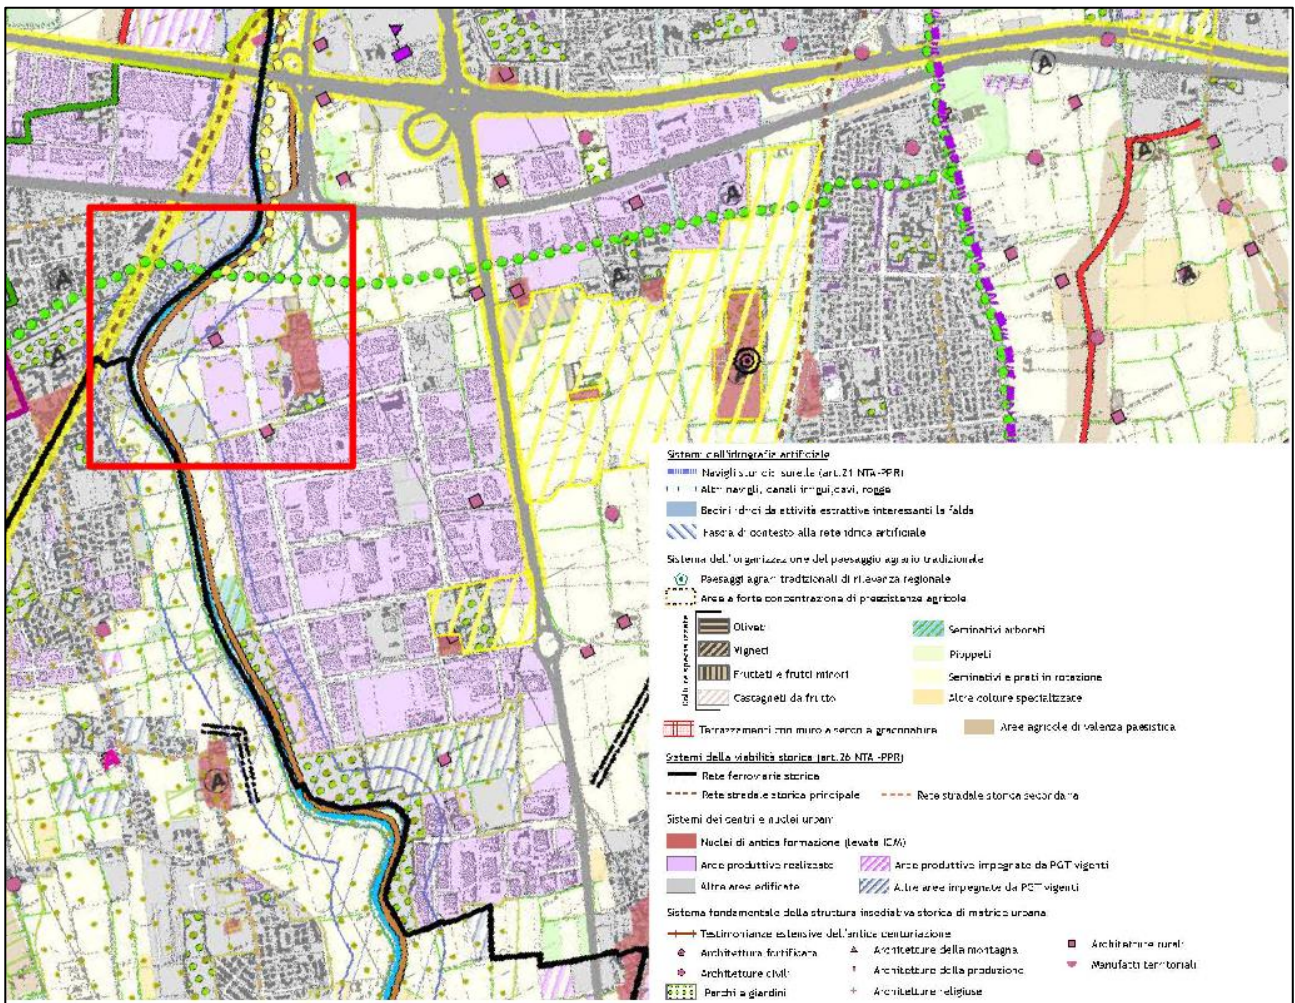 Sistemi dell'idrografia artificiale
Navigli storici
(art.21 NTA-PPR)
Altri navigli, canali irrigui, cavi, rogge
Bacini idrici da attività estrattive interessanti la falda
Fascia di contesto alla rete idrica artificiale
Sistema dell'organizzazione del paesaggio agrario tradizionale
Paesaggi agrari tradizionali di rilevanza regionale
Aree a forte concentrazione di preesistenze agricole
Colture specializzate
Oliveti
Vigneti
Frutteti e frutti minori
Castagneti da frutto
Seminativi arborati
Pioppeti
Seminativi e prati in rotazione
Altre colture specializzate
Terrazzamenti con muro a secco e gradonature
Aree agricole di valenza paesistica
Sistemi della viabilità storica (art.26 NTA -PPR)
Rete ferroviaria storica
Rete stradale storica principale
Rete stradale storica secondaria
Sistemi dei centri e nuclei urbani
Nuclei di antica formazione (levata IGM)
Aree produttive realizzate
Aree produttive impegnate da PGT vigenti
Altre aree edificate
Altre aree impegnate da PGT vigenti
Sistema fondamentale della struttura insediativa storica di matrice urbana
Testimonianze estensive dell'antica centuriazione
Architettura fortificata
Architetture della montagna
Architetture rurali
Architetture civili
Architetture della produzione
Manufatti territoriali
Parchi e giardini
Architetture religiose